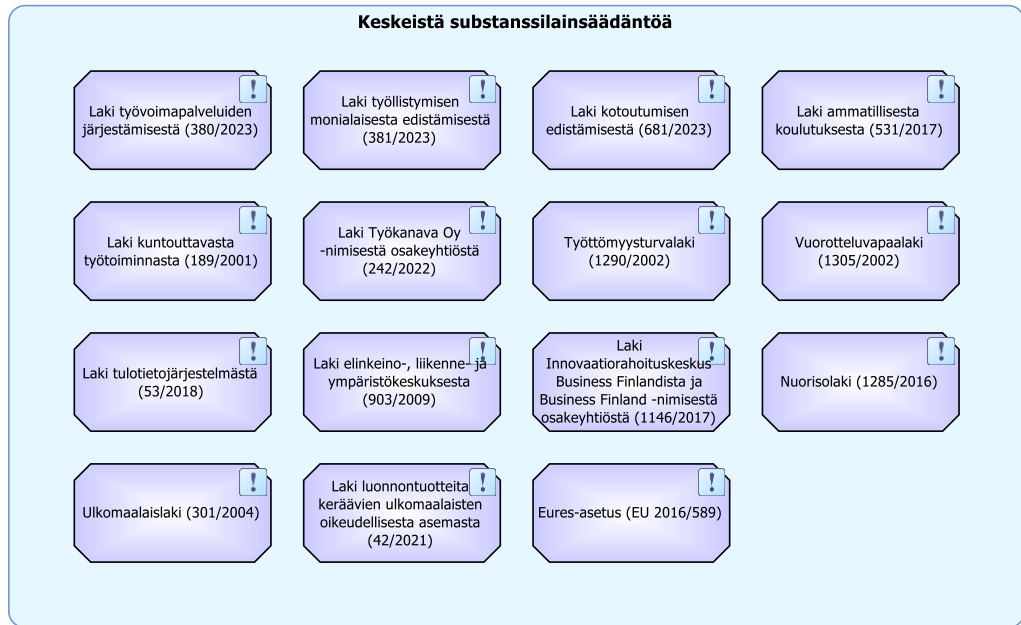 Keskeistä substanssilainsäädäntöä
Laki työvoimapalveluiden
järjestämisestä (380/2023)
Laki työllistymisen
monialaisesta edistämisestä
(381/2023)
Laki kotoutumisen
edistämisestä (681/2023)
Laki ammatillisesta
koulutuksesta (531/2017)
Laki kuntouttavasta
työtoiminnasta (189/2001)
Laki Työkanava Oy
-nimisestä osakeyhtiöstä
(242/2022)
Työttömyysturvalaki
(1290/2002)
Vuorotteluvapaalaki
(1305/2002)
Laki tulotietojärjestelmästä
(53/2018)
Laki elinkeino-, liikenne- ja
ympäristökeskuksesta
(903/2009)
Laki
Innovaatiorahoituskeskus
Business Finlandista ja
Business Finland -nimisestä
osakeyhtiöstä (1146/2017)
Nuorisolaki (1285/2016)
Ulkomaalaislaki (301/2004)
Laki luonnontuotteita
keräävien ulkomaalaisten
oikeudellisesta asemasta
(42/2021)
Eures-asetus (EU 2016/589)